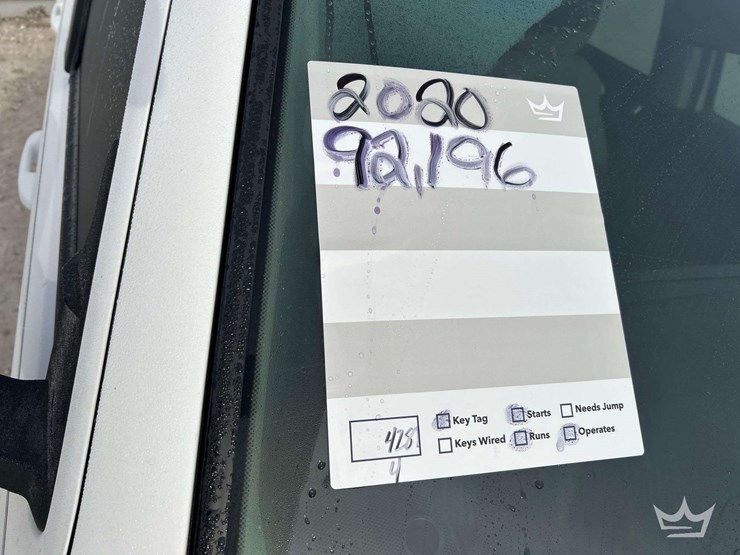 2020
92,196
428
4
Key Tag
Starts
Needs Jump
Keys Wired
Runs
Operates